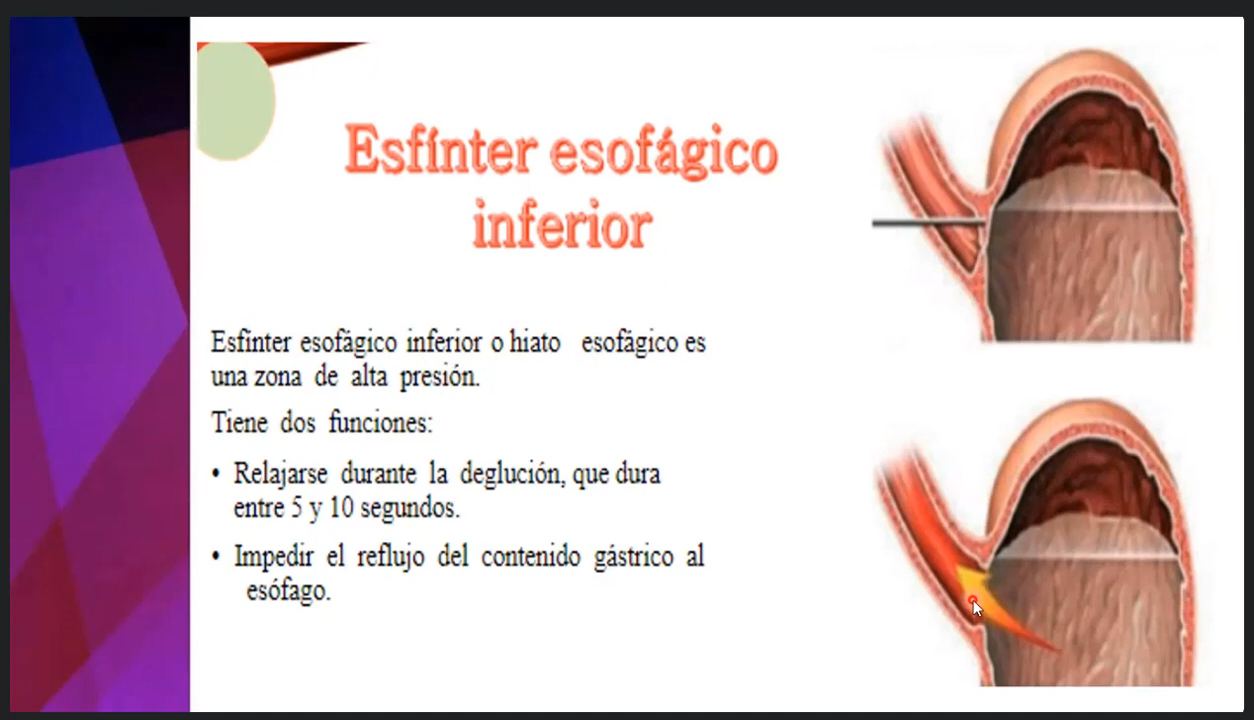 Esfínter esofágico
inferior
Esfínter esofágico inferior o hiato esofágico es
una zona de alta presión.
Tiene dos funciones:
• Relajarse durante la deglución, que dura
entre 5 y 10 segundos.
• Impedir el reflujo del contenido gástrico al
esófago.